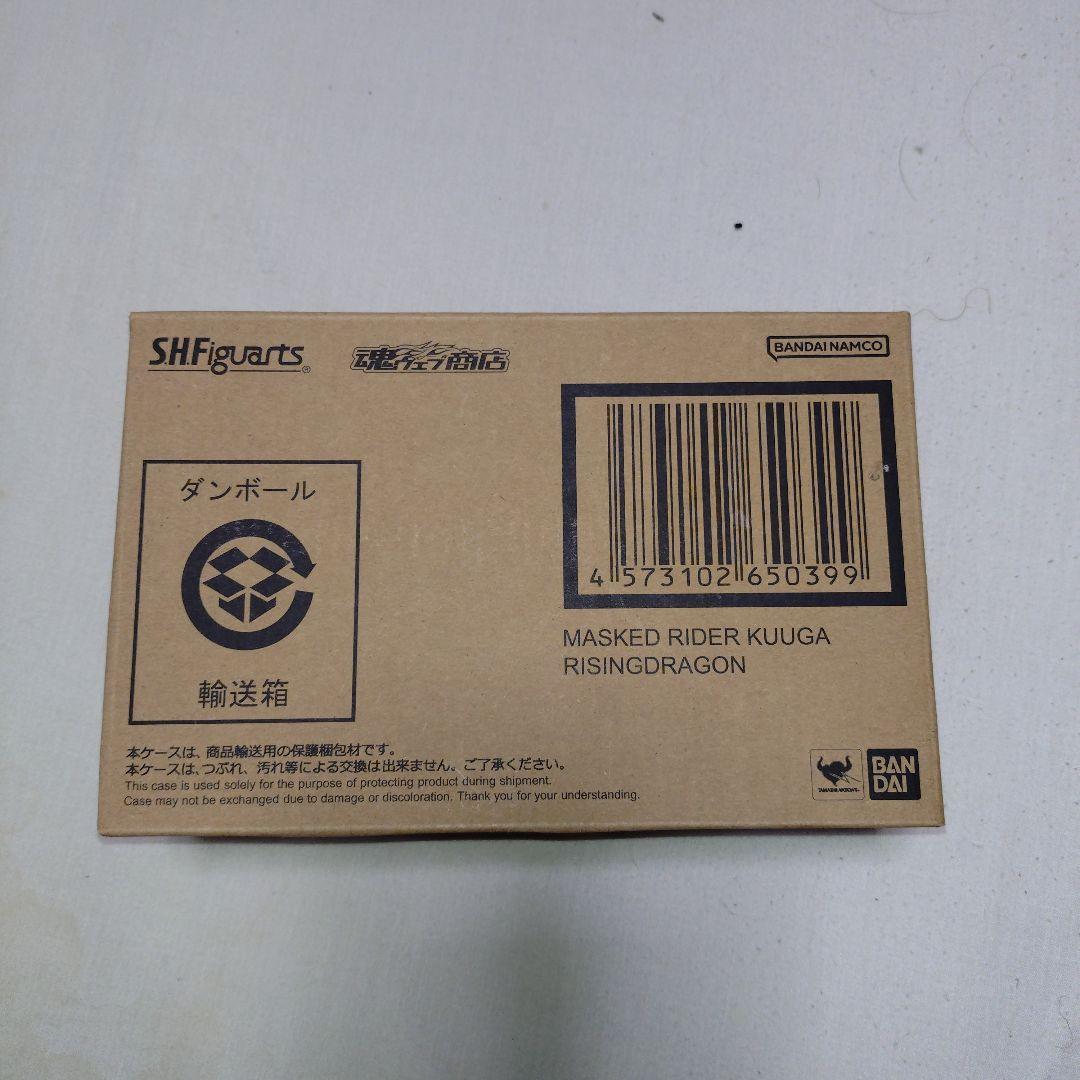 S.H.Figuarts®
魂ウェブ商店
BANDAI NAMCO
ダンボール
輸送箱
4 573102 650399
MASKED RIDER KUUGA
RISINGDRAGON
本ケースは、商品輸送用の保護梱包材です。
本ケースは、つぶれ、汚れ等による交換は出来ません。ご了承ください。
This case is used solely for the purpose of protecting product during shipment.
Case may not be exchanged due to damage or discoloration. Thank you for your understanding.
TAMASHII NATIONS
BAN
DAI